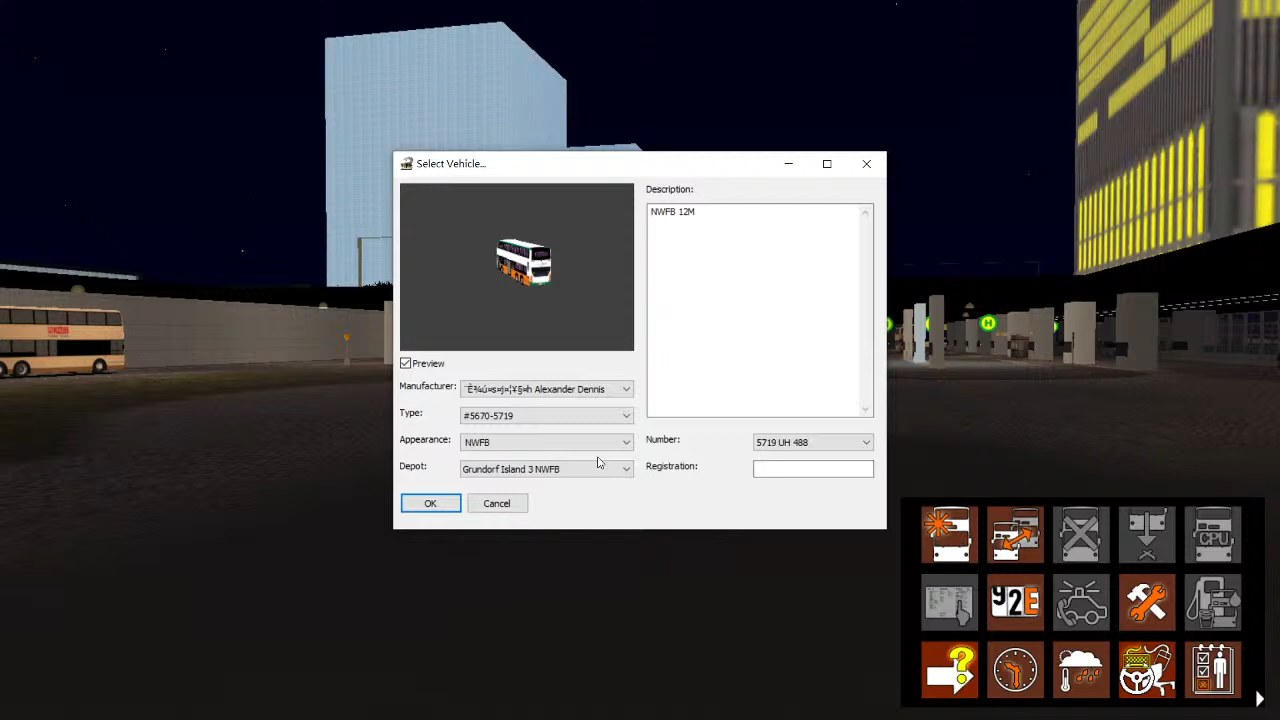 Select Vehicle...
Description:
NWFB 12M
Preview
Manufacturer:
Alexander Dennis
Type:
#5670-5719
Appearance:
NWFB
Number:
5719 UH 488
Depot:
Grundorf Island 3 NWFB
Registration:
OK
Cancel
CPU
92E
?
H